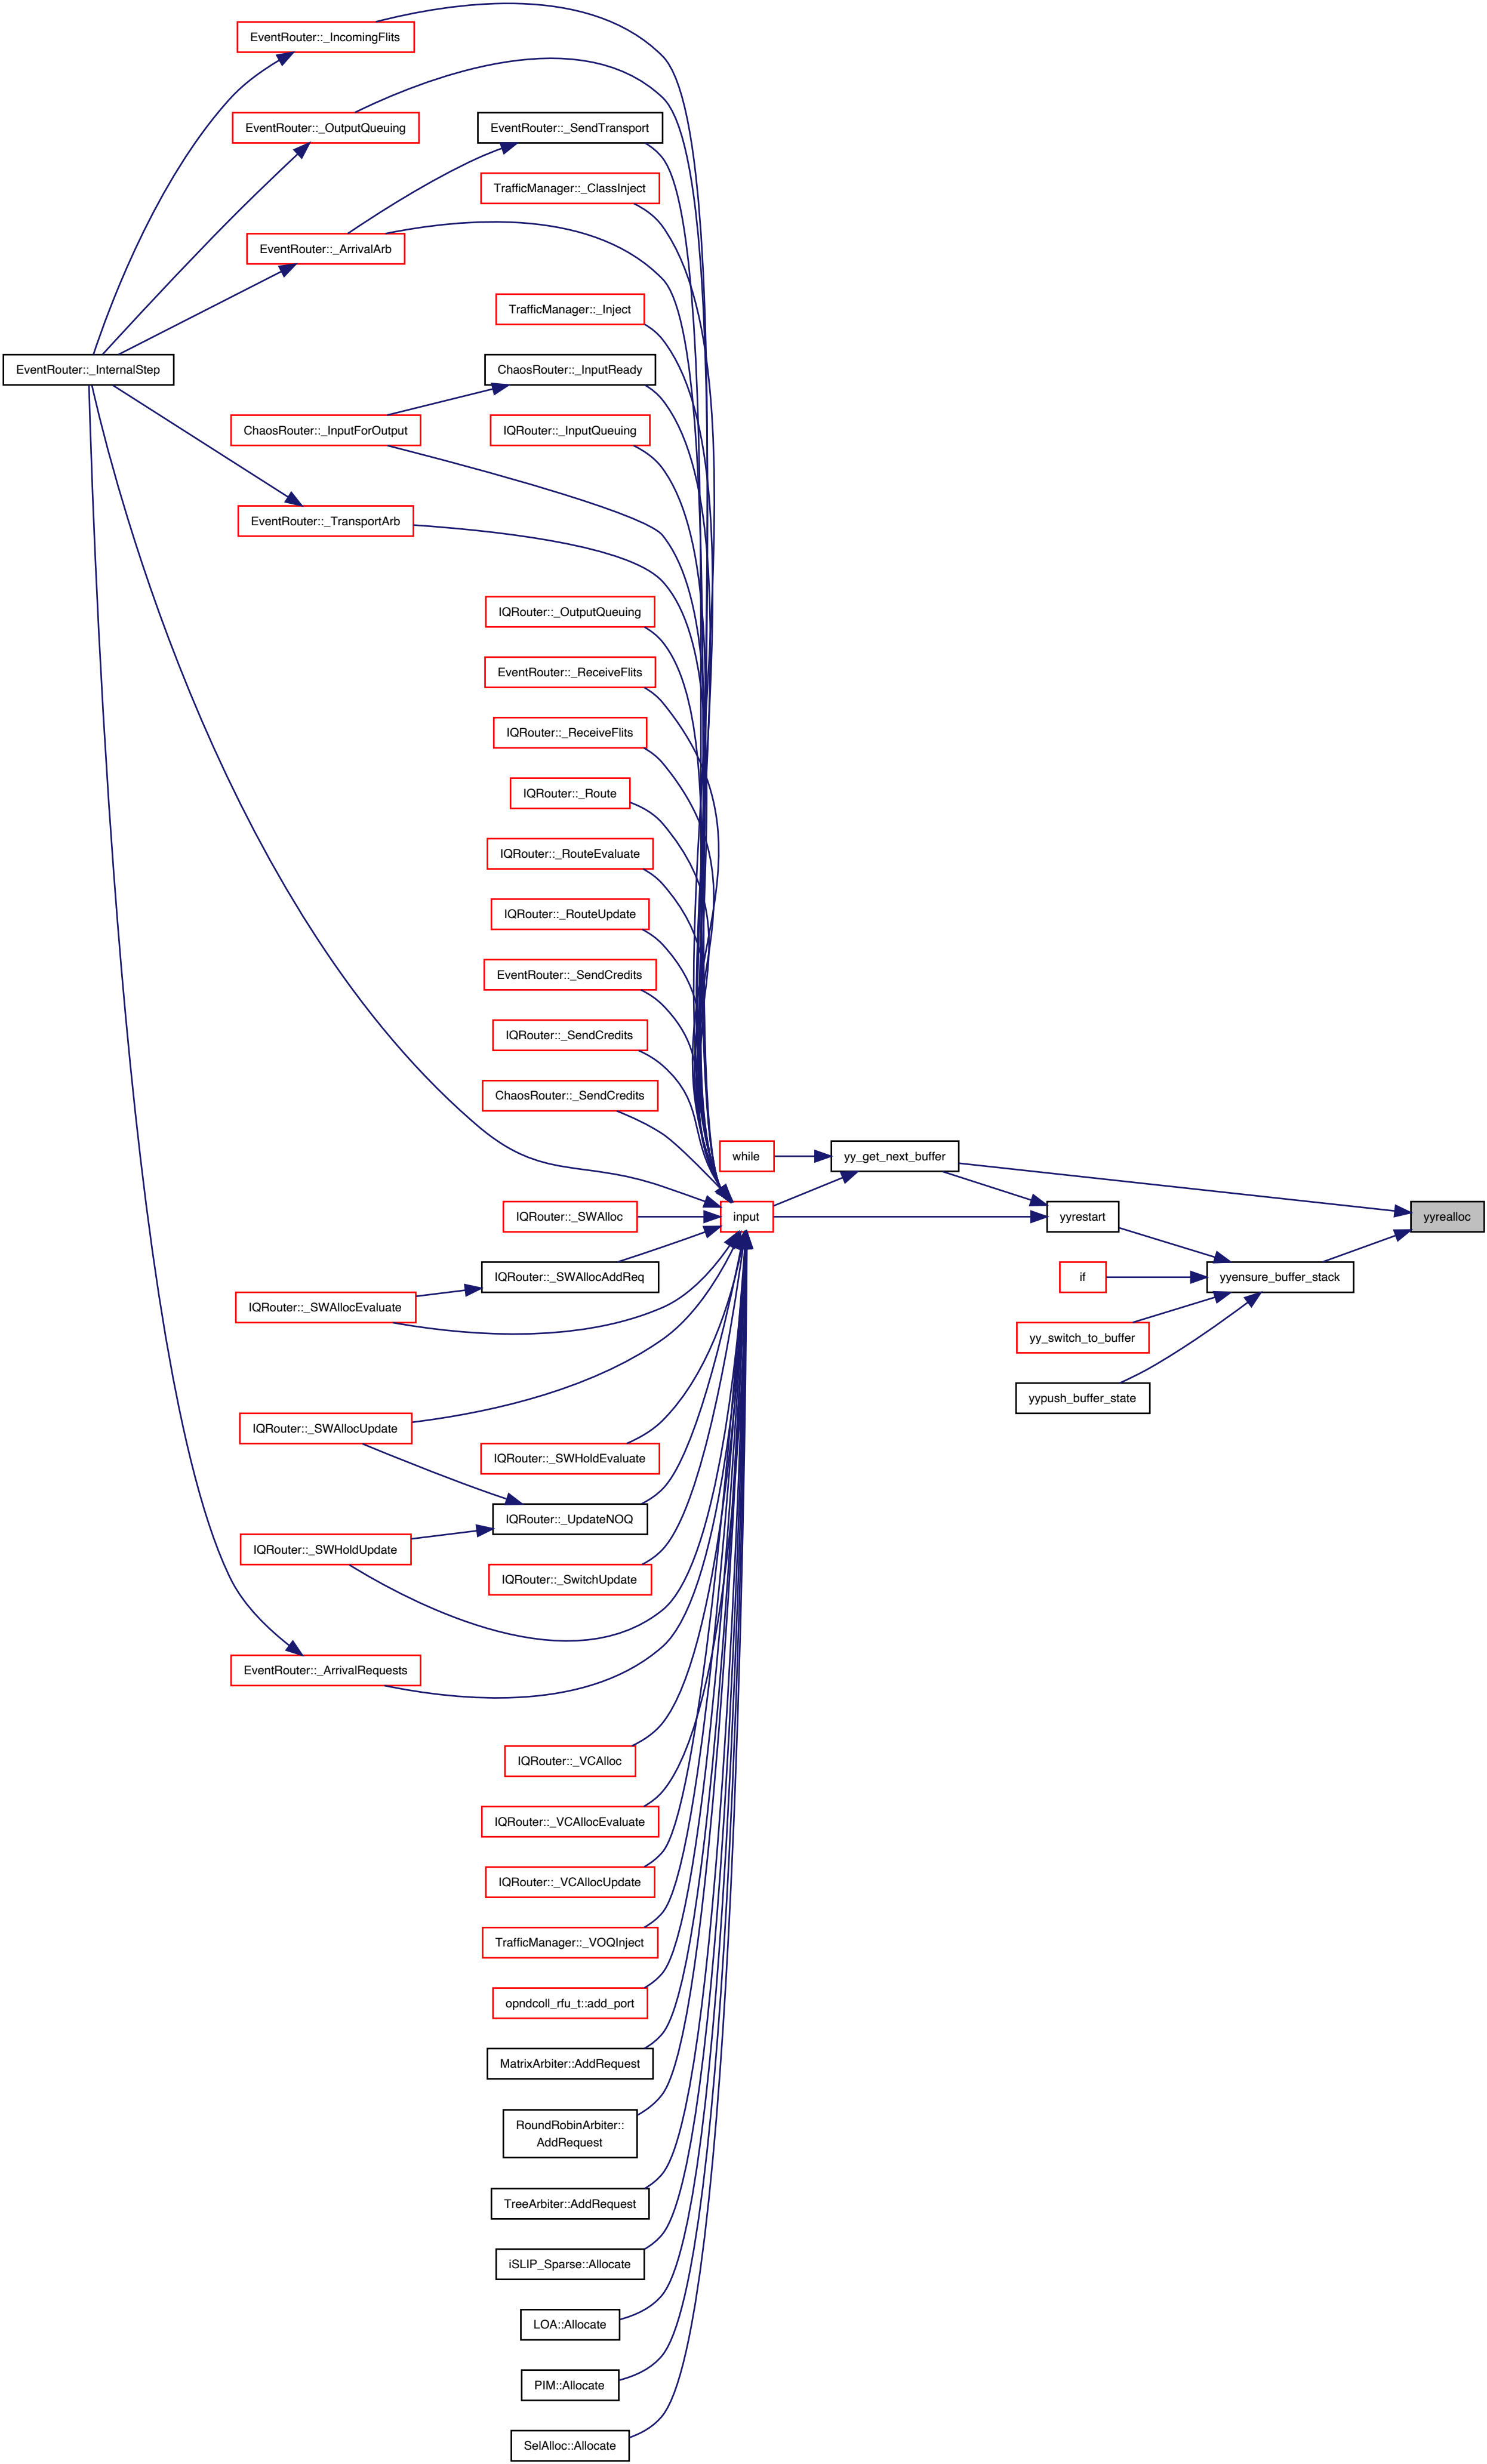 EventRouter::_IncomingFlits
EventRouter::_OutputQueuing
EventRouter::_SendTransport
TrafficManager::_ClassInject
EventRouter::_ArrivalArb
TrafficManager::_Inject
EventRouter::_InternalStep
ChaosRouter::_InputReady
ChaosRouter::_InputForOutput
IQRouter::_InputQueuing
EventRouter::_TransportArb
IQRouter::_OutputQueuing
EventRouter::_ReceiveFlits
IQRouter::_ReceiveFlits
IQRouter::_Route
IQRouter::_RouteEvaluate
IQRouter::_RouteUpdate
EventRouter::_SendCredits
IQRouter::_SendCredits
ChaosRouter::_SendCredits
while
yy_get_next_buffer
IQRouter::_SWAlloc
input
yyrestart
yyrealloc
IQRouter::_SWAllocAddReq
if
yyensure_buffer_stack
IQRouter::_SWAllocEvaluate
yy_switch_to_buffer
yypush_buffer_state
IQRouter::_SWAllocUpdate
IQRouter::_SWHoldEvaluate
IQRouter::_UpdateNOQ
IQRouter::_SWHoldUpdate
IQRouter::_SwitchUpdate
EventRouter::_ArrivalRequests
IQRouter::_VCAlloc
IQRouter::_VCAllocEvaluate
IQRouter::_VCAllocUpdate
TrafficManager::_VOQInject
opndcoll_rfu_t::add_port
MatrixArbiter::AddRequest
RoundRobinArbiter::
AddRequest
TreeArbiter::AddRequest
iSLIP_Sparse::Allocate
LOA::Allocate
PIM::Allocate
SelAlloc::Allocate